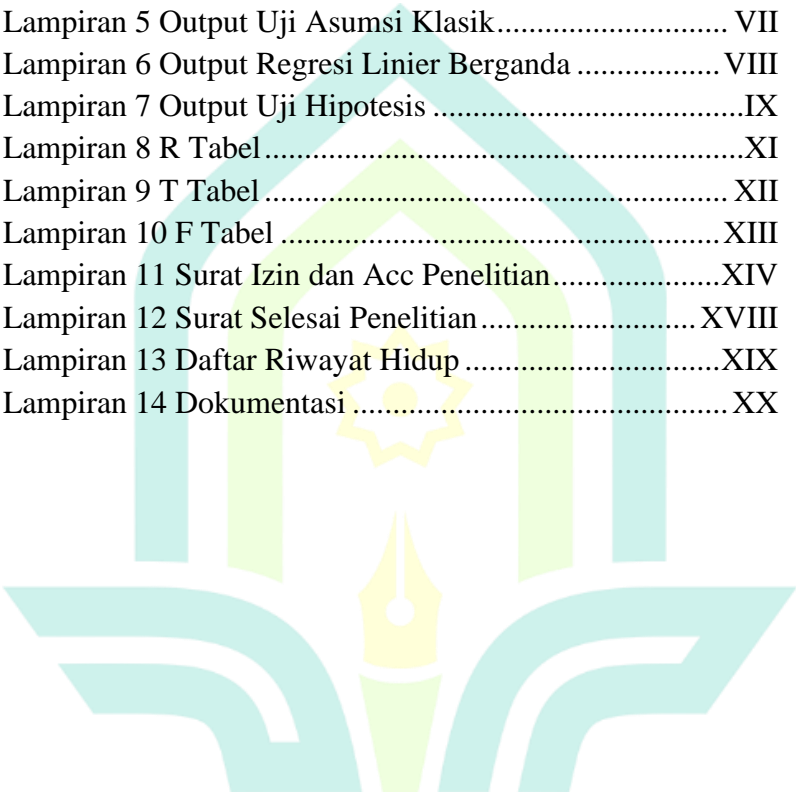 Lampiran 5 Output Uji Asumsi Klasik............................ VII
Lampiran 6 Output Regresi Linier Berganda ................. VIII
Lampiran 7 Output Uji Hipotesis .....................................IX
Lampiran 8 R Tabel..........................................................XI
Lampiran 9 T Tabel........................................................ XII
Lampiran 10 F Tabel .....................................................XIII
Lampiran 11 Surat Izin dan Acc Penelitian....................XIV
Lampiran 12 Surat Selesai Penelitian.......................... XVIII
Lampiran 13 Daftar Riwayat Hidup ...............................XIX
Lampiran 14 Dokumentasi ............................................. XX